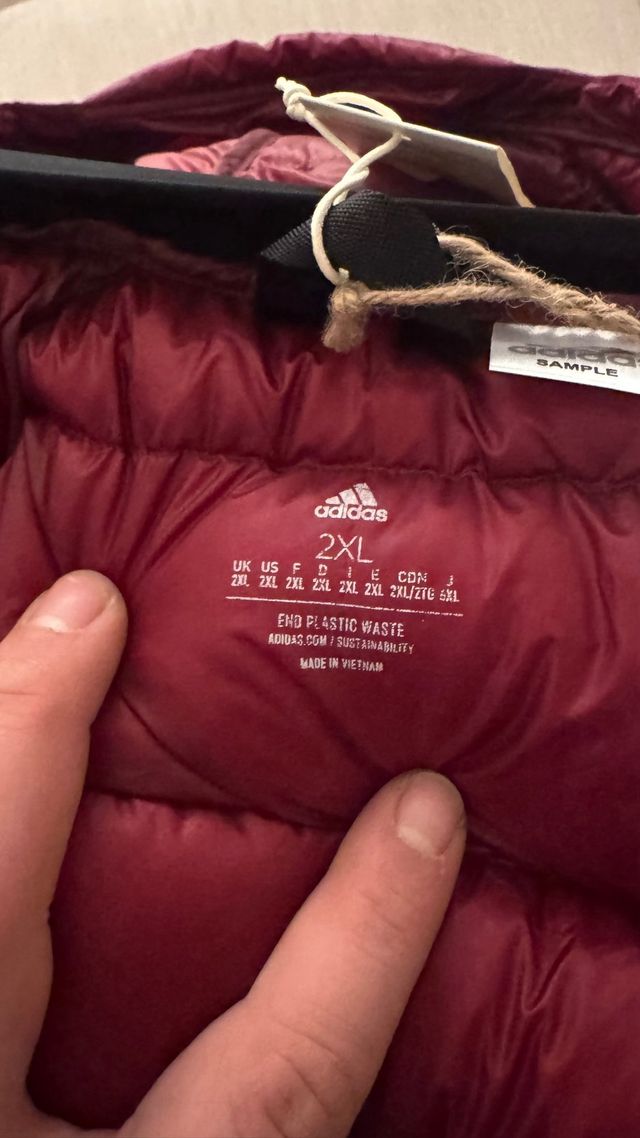 adidas
SAMPLE
adidas
2XL
UK US F D I E CDN J
2XL 2XL 2XL 2XL 2XL 2XL 2XL/2TG
END PLASTIC WASTE
ADIDAS.COM / SUSTAINABILITY
MADE IN VIETNAM